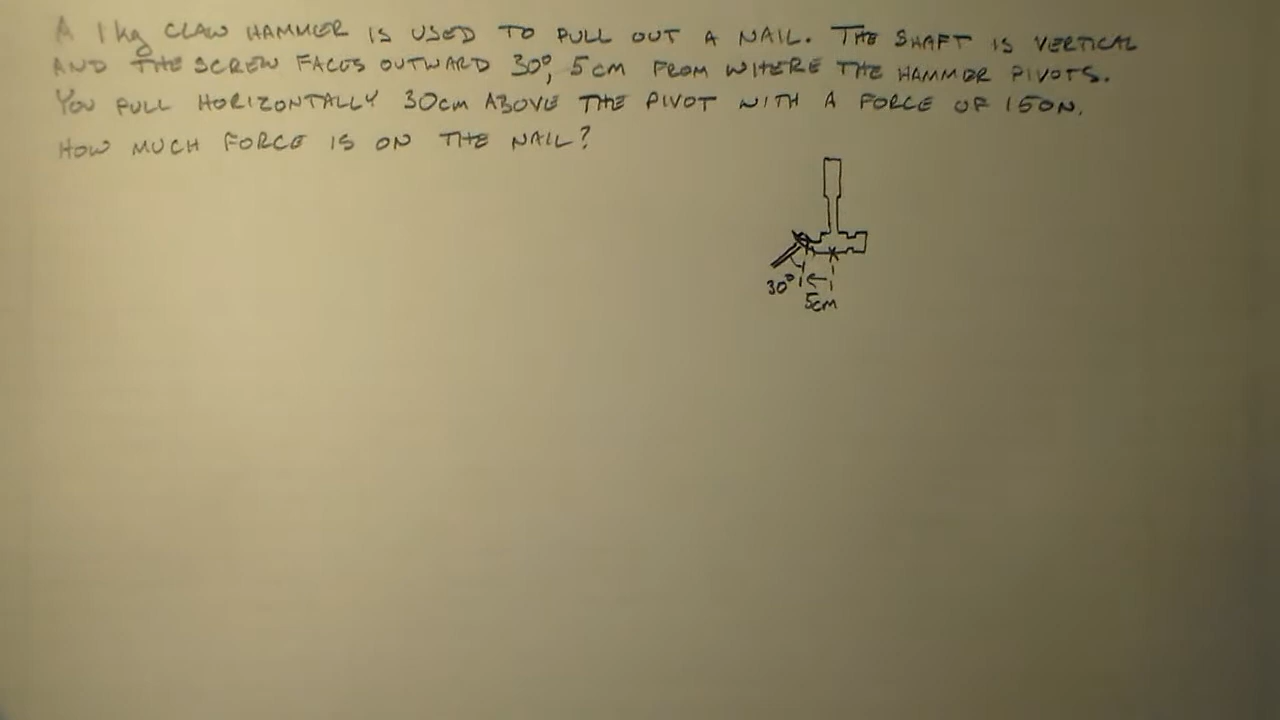 A 1kg CLAW HAMMER IS USED TO PULL OUT A NAIL. THE SHAFT IS VERTICAL
AND THE SCREW FACES OUTWARD 30°, 5cm FROM WHERE THE HAMMER PIVOTS.
YOU PULL HORIZONTALLY 30cm ABOVE THE PIVOT WITH A FORCE OF 150N.
HOW MUCH FORCE IS ON THE NAIL?
30°
5cm